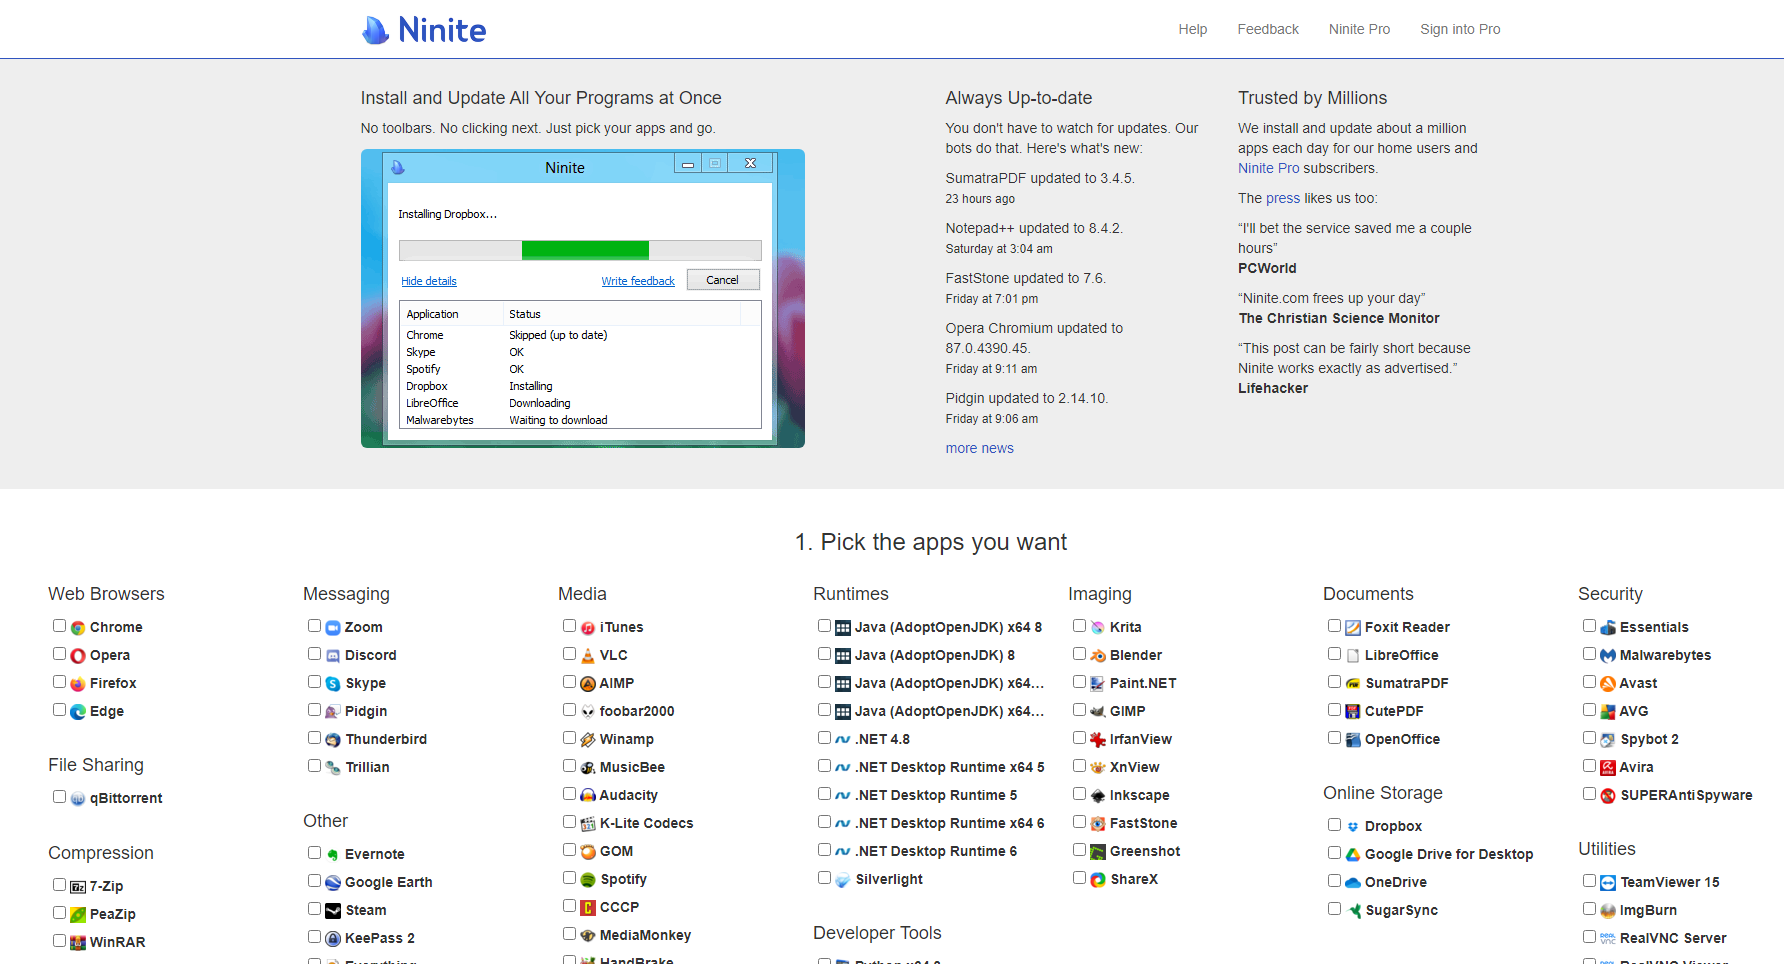 Ninite
Help
Feedback
Ninite Pro
Sign into Pro
Install and Update All Your Programs at Once
No toolbars. No clicking next. Just pick your apps and go.
Ninite
Installing Dropbox...
Hide details
Write feedback
Cancel
Application Status
Chrome Skipped (up to date)
Skype OK
Spotify OK
Dropbox Installing
LibreOffice Downloading
Malwarebytes Waiting to download
Always Up-to-date
You don't have to watch for updates. Our
bots do that. Here's what's new:
SumatraPDF updated to 3.4.5.
23 hours ago
Notepad++ updated to 8.4.2.
Saturday at 3:04 am
FastStone updated to 7.6.
Friday at 7:01 pm
Opera Chromium updated to
87.0.4390.45.
Friday at 9:11 am
Pidgin updated to 2.14.10.
Friday at 9:06 am
more news
Trusted by Millions
We install and update about a million
apps each day for our home users and
Ninite Pro subscribers.
The press likes us too:
“I'll bet the service saved me a couple
hours”
PCWorld
“Ninite.com frees up your day”
The Christian Science Monitor
“This post can be fairly short because
Ninite works exactly as advertised.”
Lifehacker
1. Pick the apps you want
Web Browsers
Chrome
Opera
Firefox
Edge
File Sharing
qBittorrent
Compression
7-Zip
PeaZip
WinRAR
Messaging
Zoom
Discord
Skype
Pidgin
Thunderbird
Trillian
Other
Evernote
Google Earth
Steam
KeePass 2
Everything
Media
iTunes
VLC
AIMP
foobar2000
Winamp
MusicBee
Audacity
K-Lite Codecs
GOM
Spotify
CCCP
MediaMonkey
HandBrake
Runtimes
Java (AdoptOpenJDK) x64 8
Java (AdoptOpenJDK) 8
Java (AdoptOpenJDK) x64...
Java (AdoptOpenJDK) x64...
.NET 4.8
.NET Desktop Runtime x64 5
.NET Desktop Runtime 5
.NET Desktop Runtime x64 6
.NET Desktop Runtime 6
Silverlight
Developer Tools
Python x64 3
Imaging
Krita
Blender
Paint.NET
GIMP
IrfanView
XnView
Inkscape
FastStone
Greenshot
ShareX
Documents
Foxit Reader
LibreOffice
SumatraPDF
CutePDF
OpenOffice
Online Storage
Dropbox
Google Drive for Desktop
OneDrive
SugarSync
Security
Essentials
Malwarebytes
Avast
AVG
Spybot 2
Avira
SUPERAntiSpyware
Utilities
TeamViewer 15
ImgBurn
RealVNC Server
RealVNC Viewer